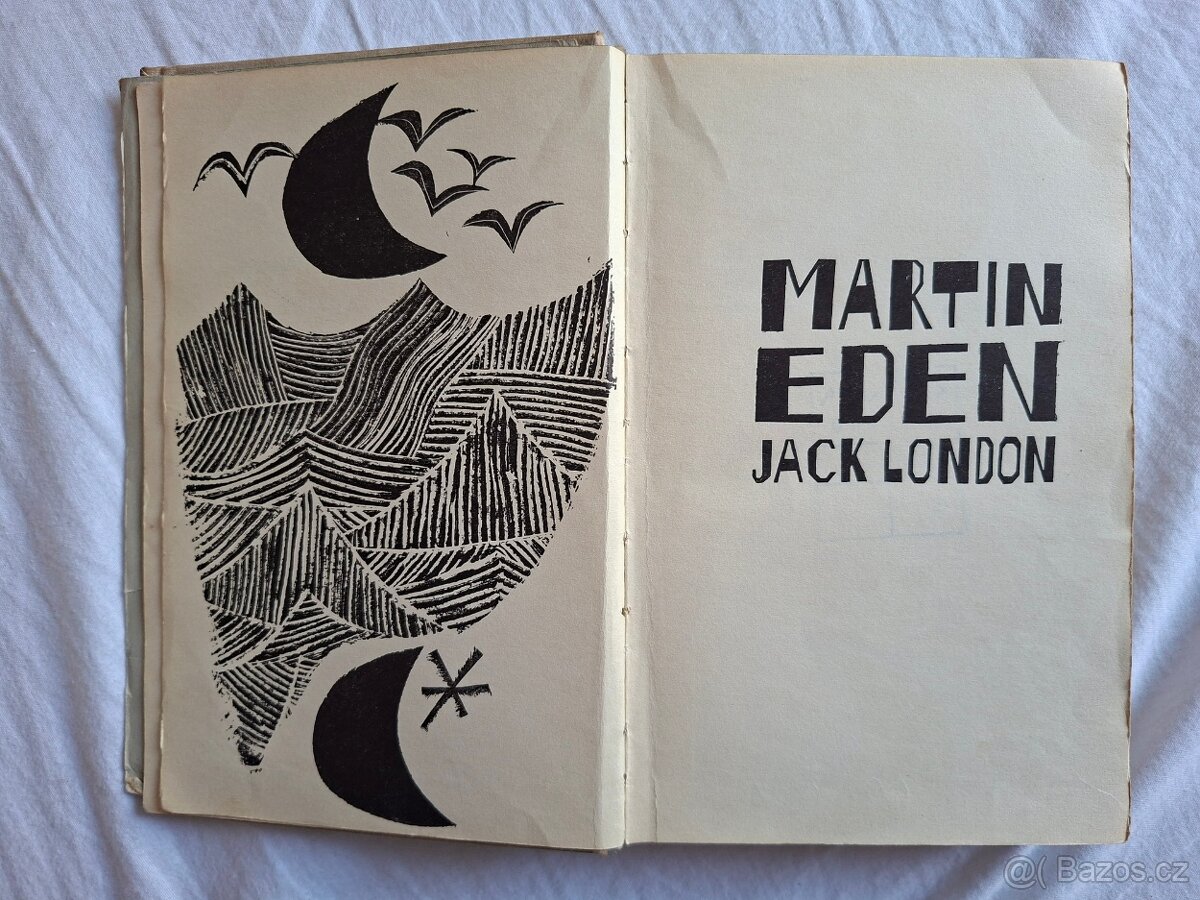 MARTIN
EDEN
JACK LONDON
@( Bazos.cz